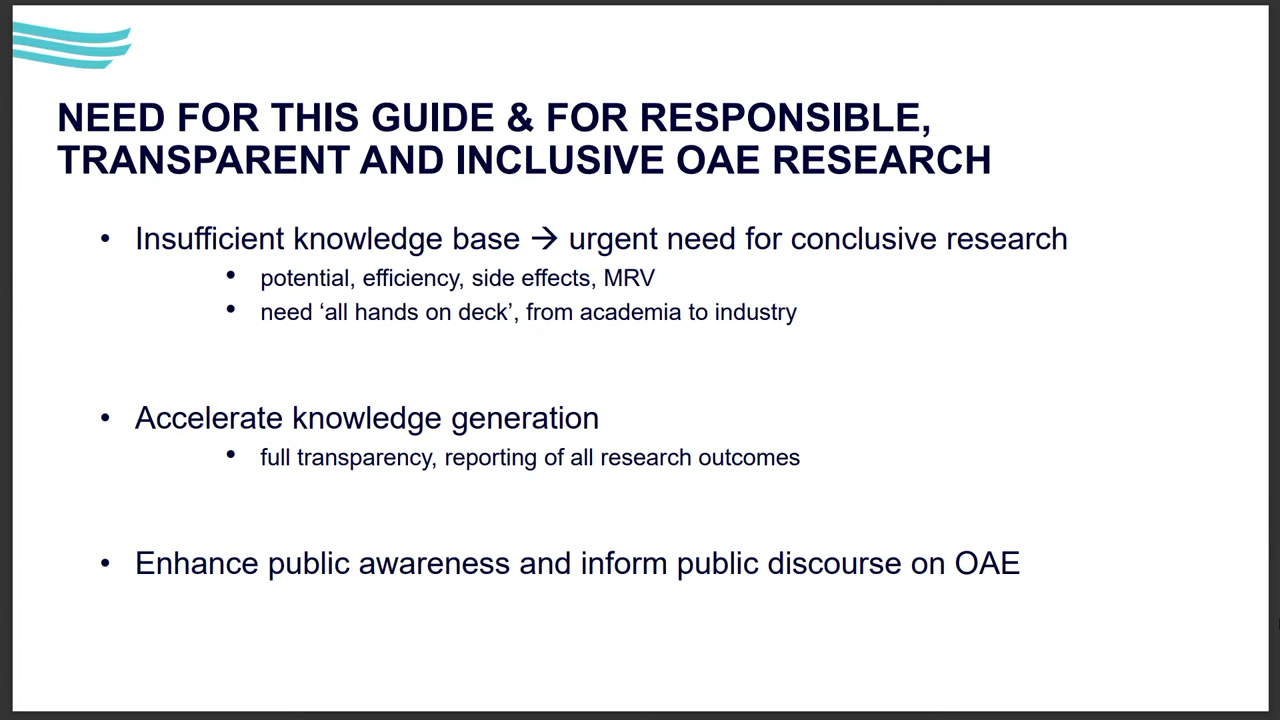 NEED FOR THIS GUIDE & FOR RESPONSIBLE,
TRANSPARENT AND INCLUSIVE OAE RESEARCH
• Insufficient knowledge base → urgent need for conclusive research
• potential, efficiency, side effects, MRV
• need ‘all hands on deck’, from academia to industry
• Accelerate knowledge generation
• full transparency, reporting of all research outcomes
• Enhance public awareness and inform public discourse on OAE